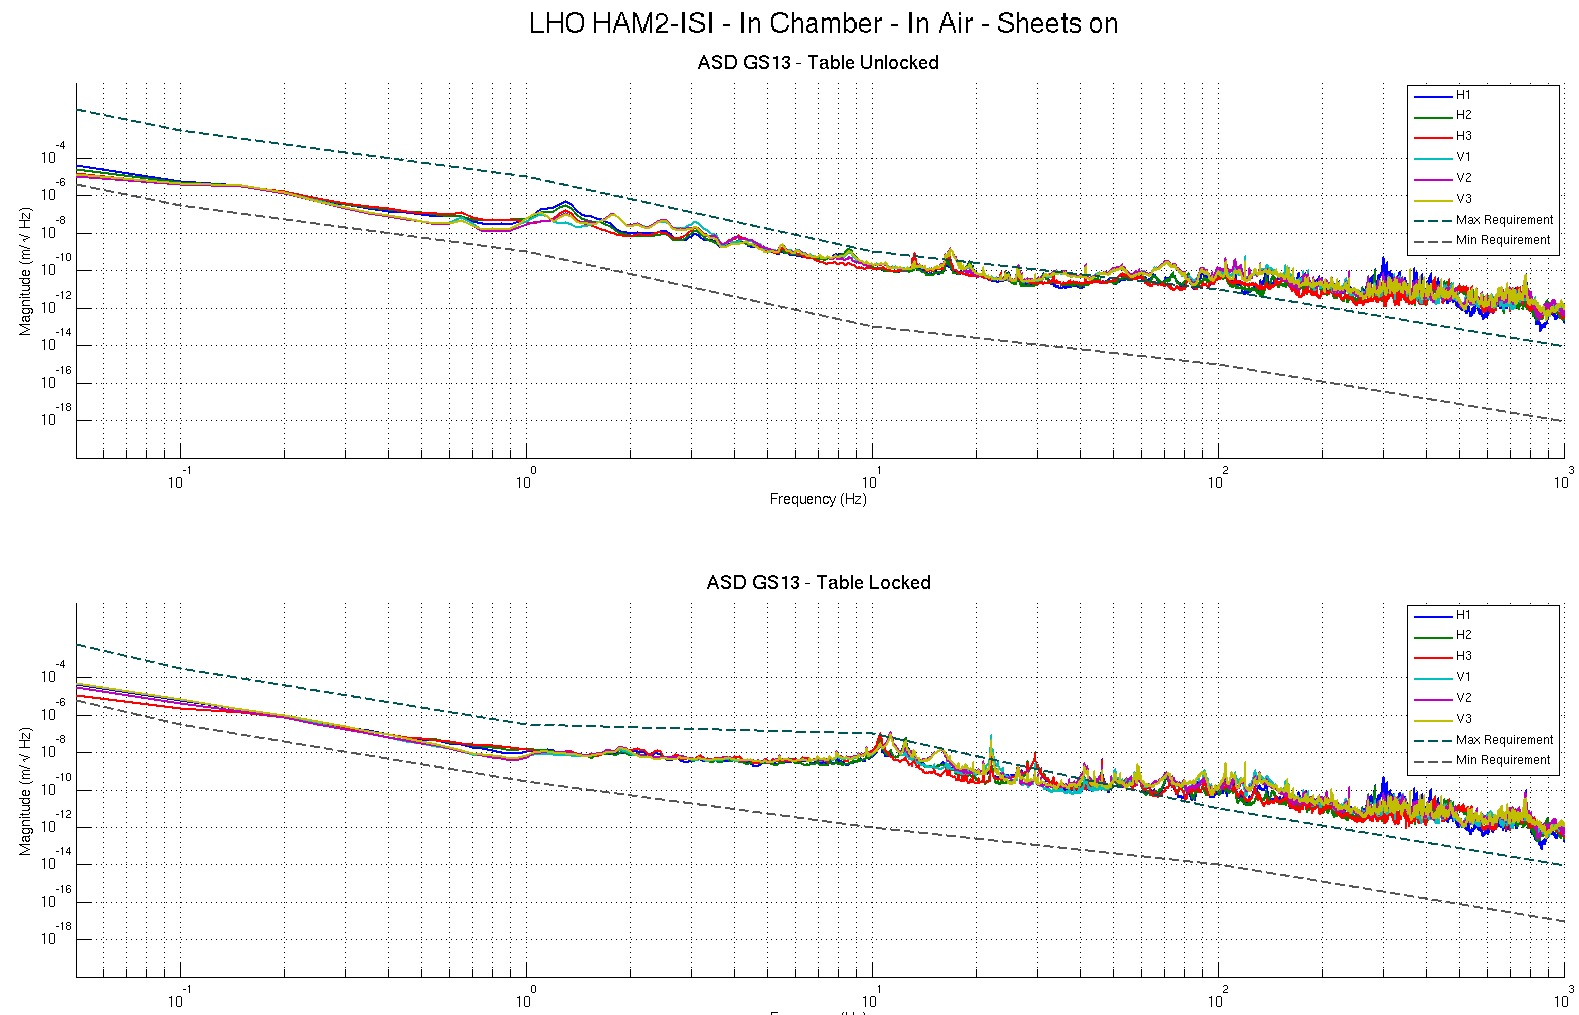 LHO HAM2-ISI - In Chamber - In Air - Sheets on
ASD GS13 - Table Unlocked
Magnitude (m/√ Hz)
10^-4
10^-6
10^-8
10^-10
10^-12
10^-14
10^-16
10^-18
H1
H2
H3
V1
V2
V3
Max Requirement
Min Requirement
10^-1
10^0
10^1
10^2
10^3
Frequency (Hz)
ASD GS13 - Table Locked
Magnitude (m/√ Hz)
10^-4
10^-6
10^-8
10^-10
10^-12
10^-14
10^-16
10^-18
H1
H2
H3
V1
V2
V3
Max Requirement
Min Requirement
10^-1
10^0
10^1
10^2
10^3